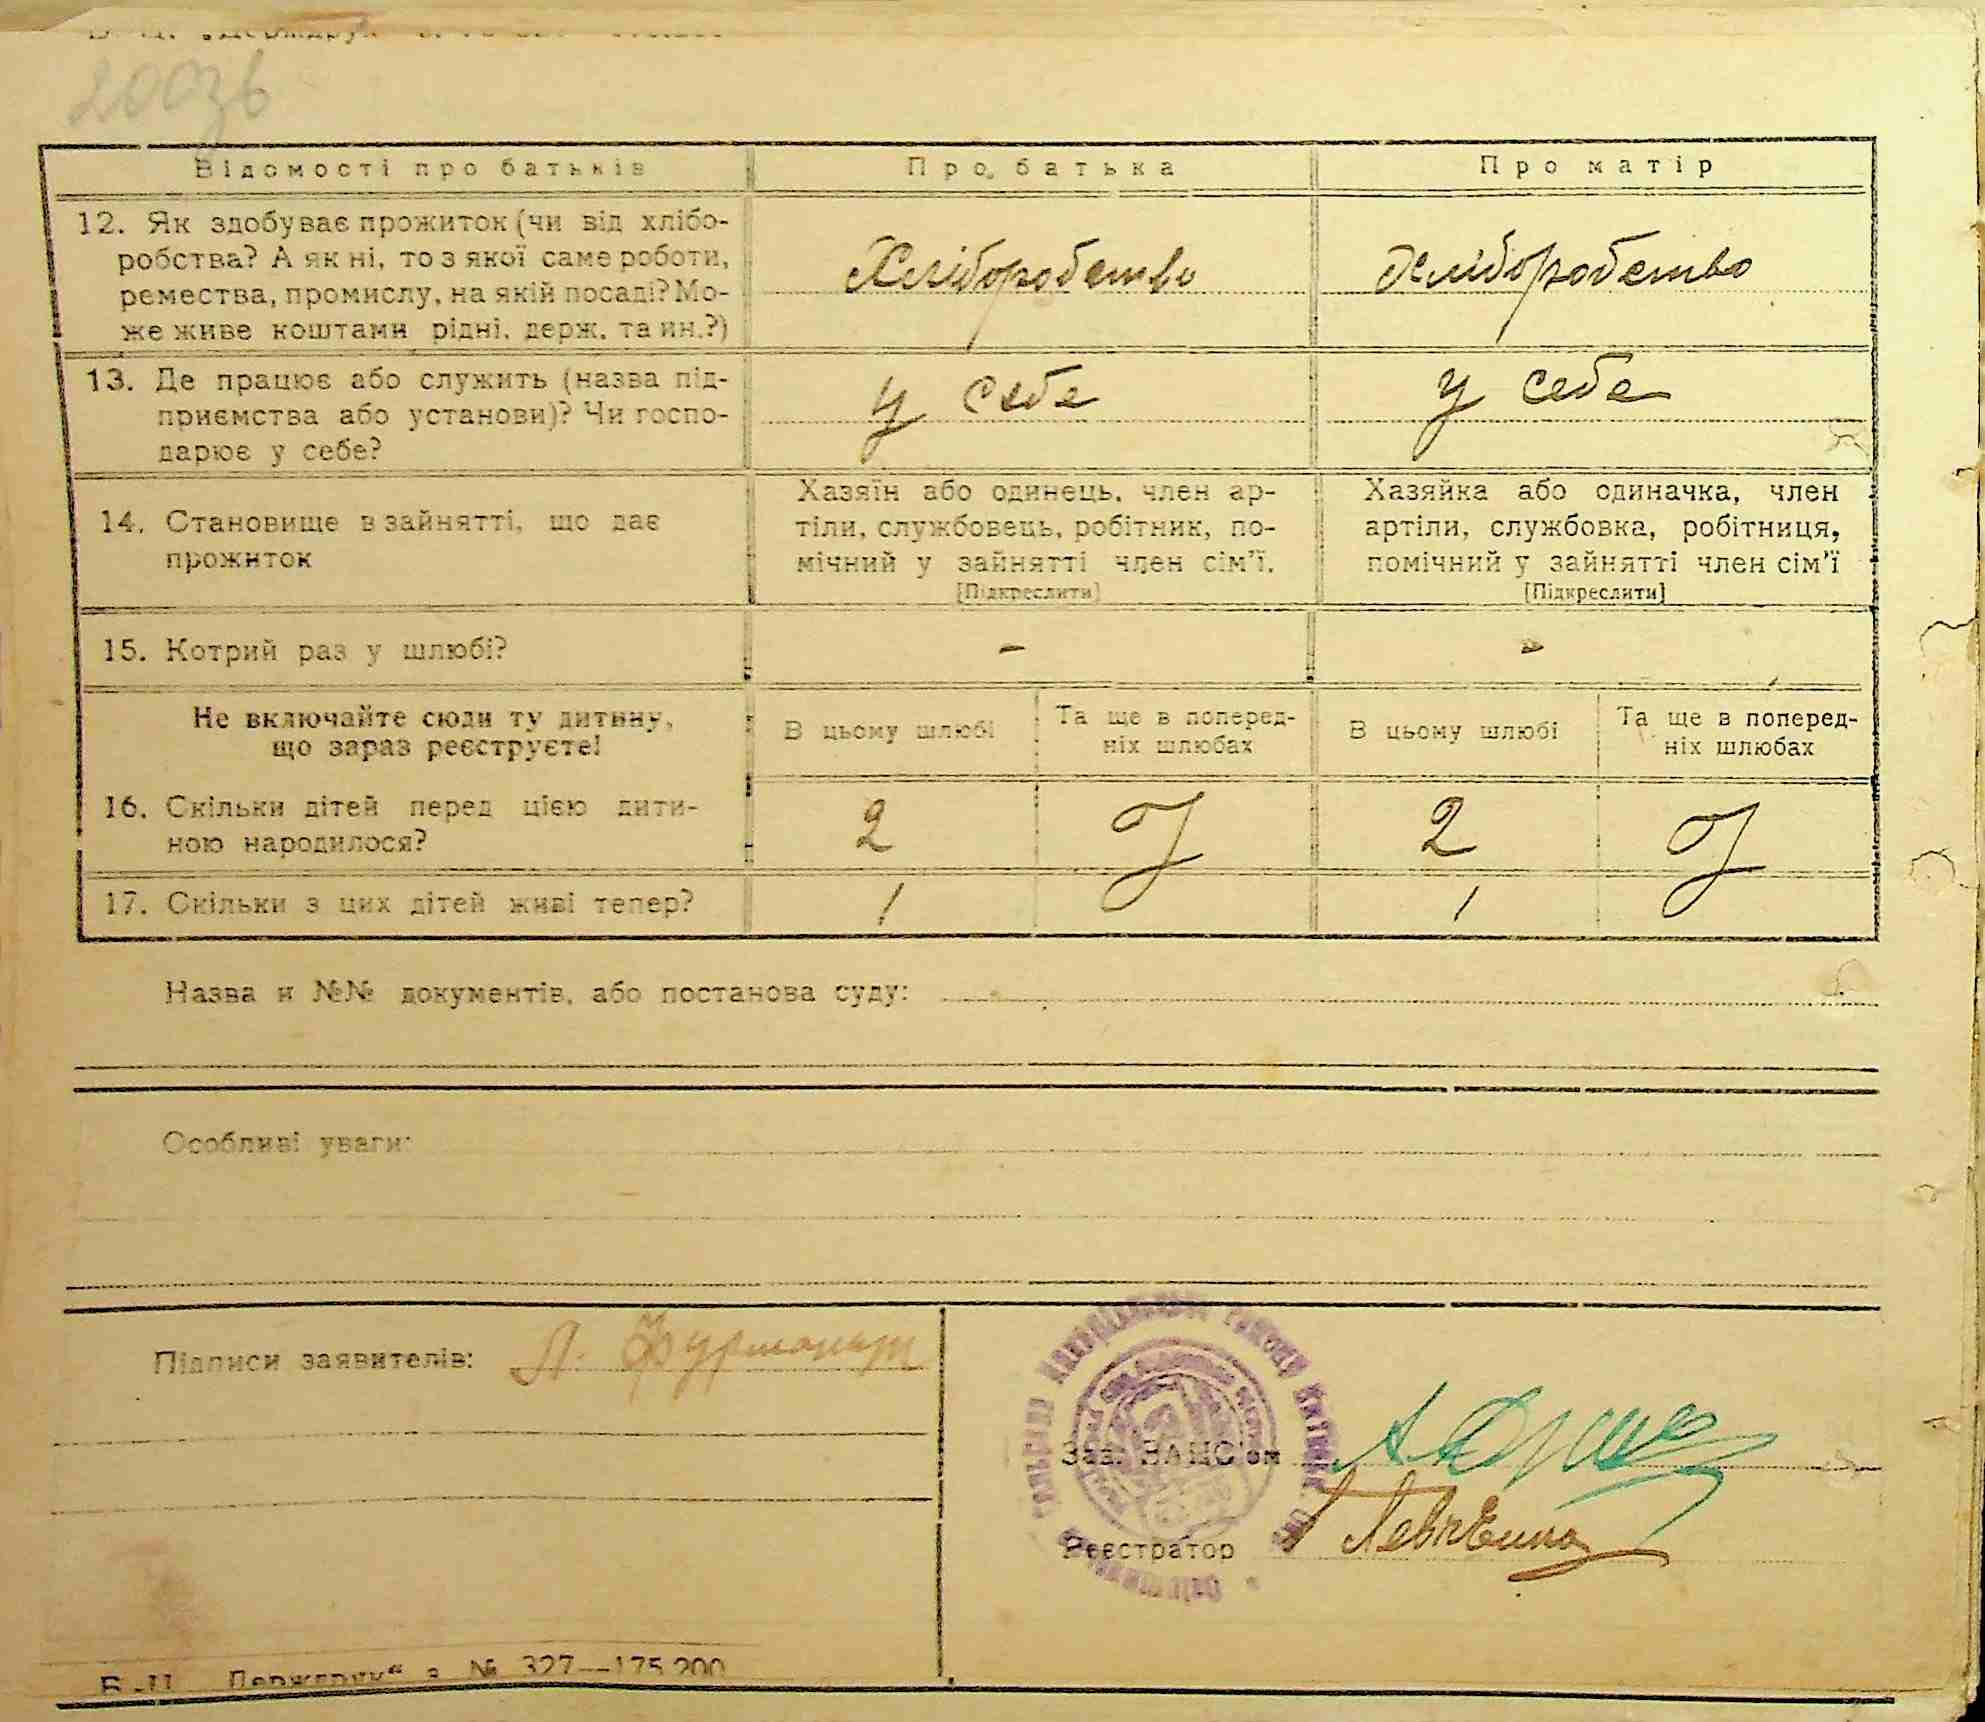 200зв
Відомості про батьків
Про батька
Про матір
12. Як здобуває прожиток (чи від хлібо-
робства? А як ні, то з якої саме роботи,
ремества, промислу, на якій посаді? Мо-
же живе коштами рідні, держ. та ин.?)
Хліборобство
Хліборобство
13. Де працює або служить (назва під-
приємства або установи)? Чи госпо-
дарює у себе?
у себе
у себе
14. Становище в зайнятті, що дає
прожиток
Хазяїн або одинець, член ар-
тіли, службовець, робітник, по-
мічний у зайнятті член сім'ї.
[Підкреслити]
Хазяйка або одиначка, член
артіли, службовка, робітниця,
помічний у зайнятті член сім'ї
[Підкреслити]
15. Котрий раз у шлюбі?
-
-
Не включайте сюди ту дитину,
що зараз реєструєте!
В цьому шлюбі
Та ще в поперед-
ніх шлюбах
В цьому шлюбі
Та ще в поперед-
ніх шлюбах
16. Скільки дітей перед цією дити-
ною народилося?
2
2
17. Скільки з цих дітей живі тепер?
1
1
Назва и №№ документів, або постанова суду:
Особливі уваги:
Підписи заявителів:
Зав. ЗАГС'ом
Реєстратор
Б.-Ц. Держдрук" з. № 327—175.200